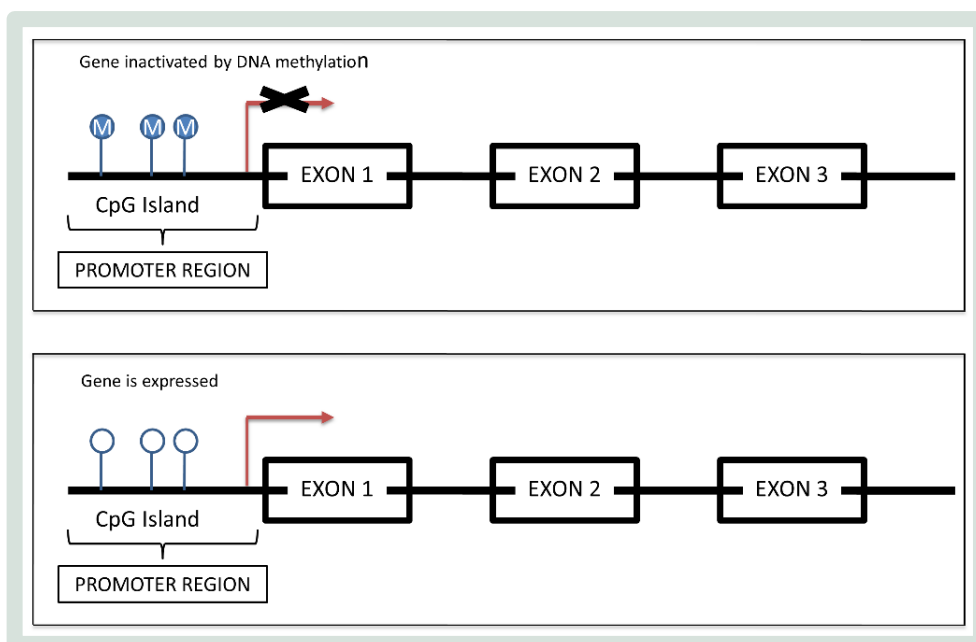 Gene inactivated by DNA methylation
M M M
EXON 1 EXON 2 EXON 3
CpG Island
PROMOTER REGION
Gene is expressed
EXON 1 EXON 2 EXON 3
CpG Island
PROMOTER REGION